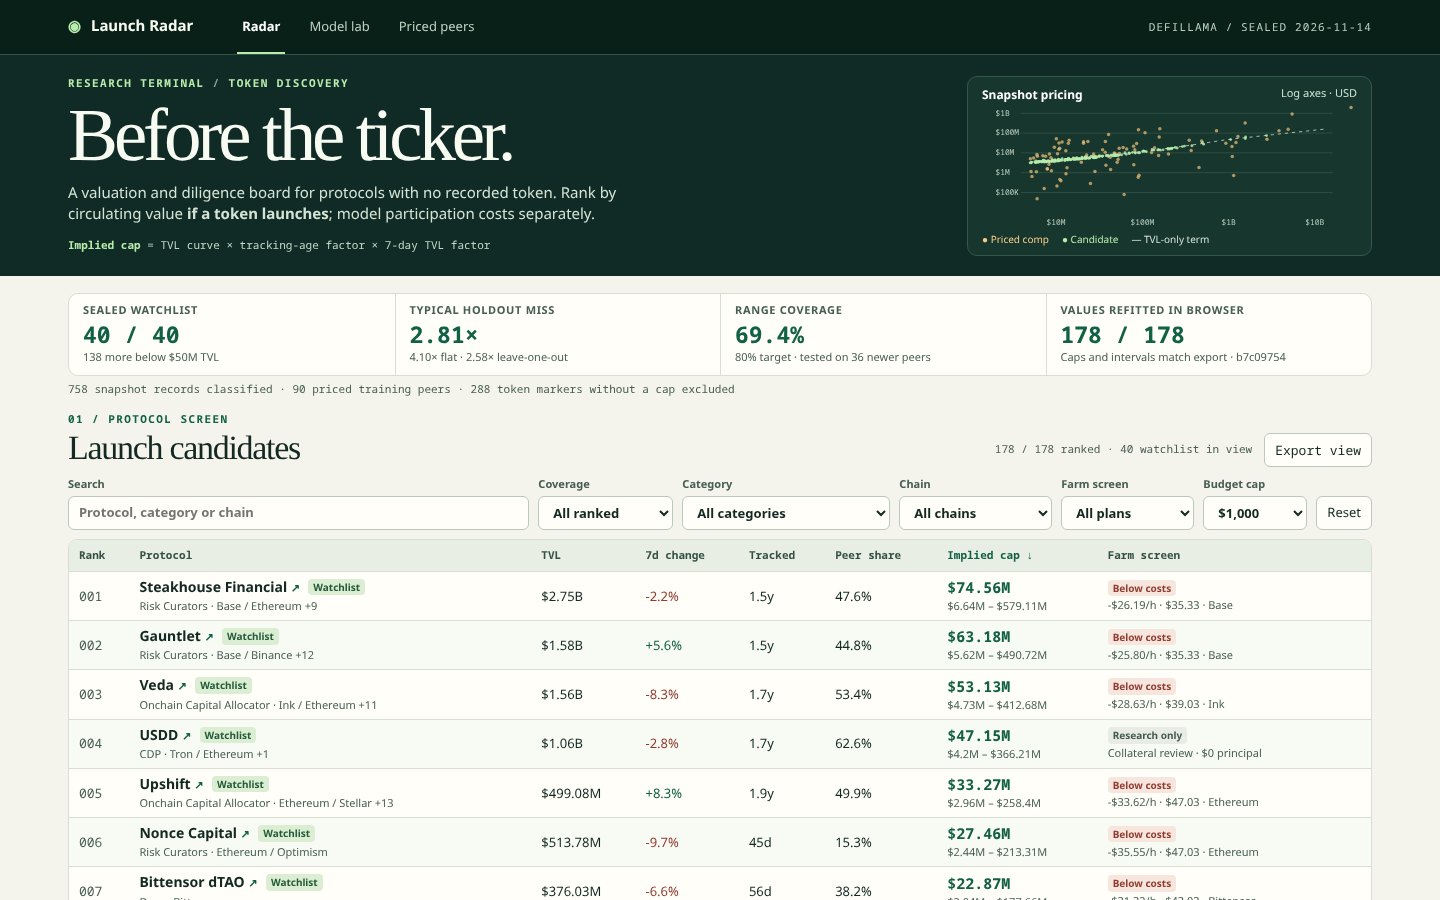 Launch Radar Radar Model lab Priced peers DEFILLAMA / SEALED 2026-11-14
RESEARCH TERMINAL / TOKEN DISCOVERY
Before the ticker.
A valuation and diligence board for protocols with no recorded token. Rank by
circulating value if a token launches; model participation costs separately.
Implied cap = TVL curve × tracking-age factor × 7-day TVL factor
Snapshot pricing Log axes · USD
$1B
$100M
$10M
$1M
$100K
$10M $100M $1B $10B
Priced comp Candidate — TVL-only term
SEALED WATCHLIST
40 / 40
138 more below $50M TVL
TYPICAL HOLDOUT MISS
2.81×
4.10× flat · 2.58× leave-one-out
RANGE COVERAGE
69.4%
80% target · tested on 36 newer peers
VALUES REFITTED IN BROWSER
178 / 178
Caps and intervals match export · b7c09754
758 snapshot records classified · 90 priced training peers · 288 token markers without a cap excluded
01 / PROTOCOL SCREEN
Launch candidates
178 / 178 ranked · 40 watchlist in view Export view
Search Coverage Category Chain Farm screen Budget cap
Protocol, category or chain All ranked All categories All chains All plans $1,000 Reset
Rank Protocol TVL 7d change Tracked Peer share Implied cap ↓ Farm screen
001 Steakhouse Financial ↗ Watchlist $2.75B -2.2% 1.5y 47.6% $74.56M Below costs
Risk Curators · Base / Ethereum +9 $6.64M – $579.11M -$26.19/h · $35.33 · Base
002 Gauntlet ↗ Watchlist $1.58B +5.6% 1.5y 44.8% $63.18M Below costs
Risk Curators · Base / Binance +12 $5.62M – $490.72M -$25.80/h · $35.33 · Base
003 Veda ↗ Watchlist $1.56B -8.3% 1.7y 53.4% $53.13M Below costs
Onchain Capital Allocator · Ink / Ethereum +11 $4.73M – $412.68M -$28.63/h · $39.03 · Ink
004 USDD ↗ Watchlist $1.06B -2.8% 1.7y 62.6% $47.15M Research only
CDP · Tron / Ethereum +1 $4.2M – $366.21M Collateral review · $0 principal
005 Upshift ↗ Watchlist $499.08M +8.3% 1.9y 49.9% $33.27M Below costs
Onchain Capital Allocator · Ethereum / Stellar +13 $2.96M – $258.4M -$33.62/h · $47.03 · Ethereum
006 Nonce Capital ↗ Watchlist $513.78M -9.7% 45d 15.3% $27.46M Below costs
Risk Curators · Ethereum / Optimism $2.44M – $213.31M -$35.55/h · $47.03 · Ethereum
007 Bittensor dTAO ↗ Watchlist $376.03M -6.6% 56d 38.2% $22.87M Below costs